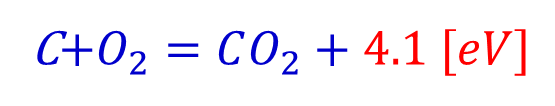 C+O₂ = CO₂ + 4.1 [eV]